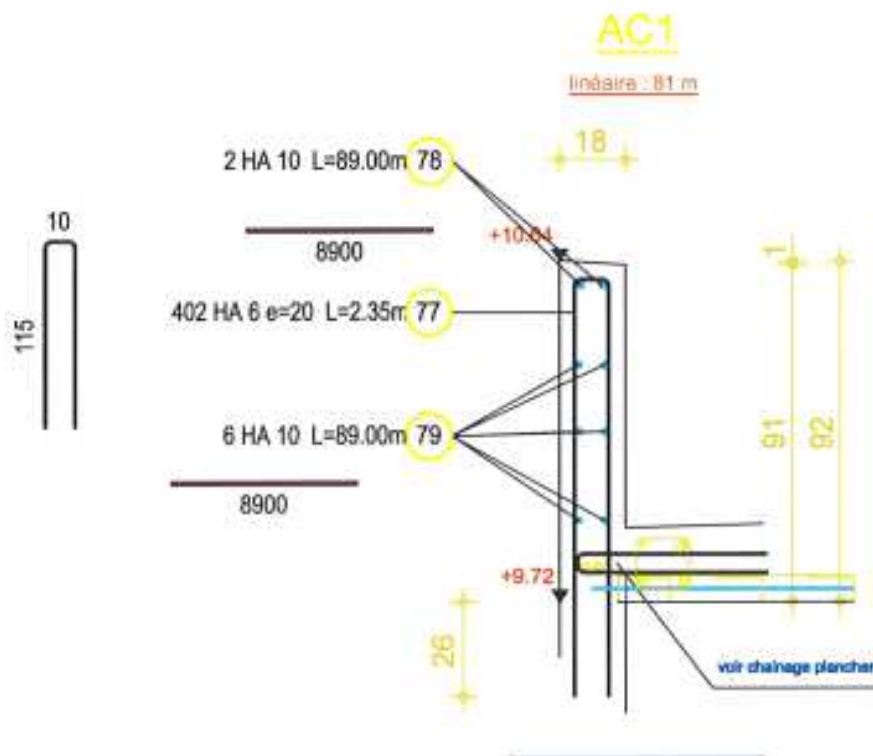 AC1
linéaire : 81 m
18
2 HA 10 L=89.00m 78
10
8900
+10.64
1
402 HA 6 e=20 L=2.35m 77
115
6 HA 10 L=89.00m 79
91
92
8900
+9.72
26
voir chainage plancher